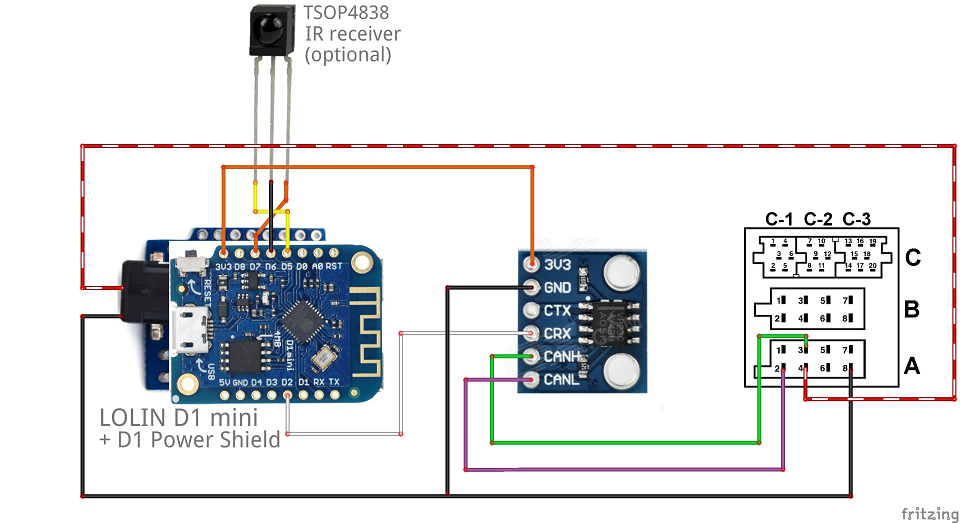 TSOP4838
IR receiver
(optional)
3V3 D8 D7 D6 D5 D0 A0 RST
RESET
USB
4MB
D1mini
5V GND D4 D3 D2 D1 RX TX
LOLIN D1 mini
+ D1 Power Shield
3V3
GND
CTX
CRX
CANH
CANL
C-1 C-2 C-3
1 4 7 10 13 16 19
3 6 9 12 15 18
2 5 8 11 14 17 20
C
1 3 5 7
2 4 6 8
B
1 3 5 7
2 4 6 8
A
fritzing